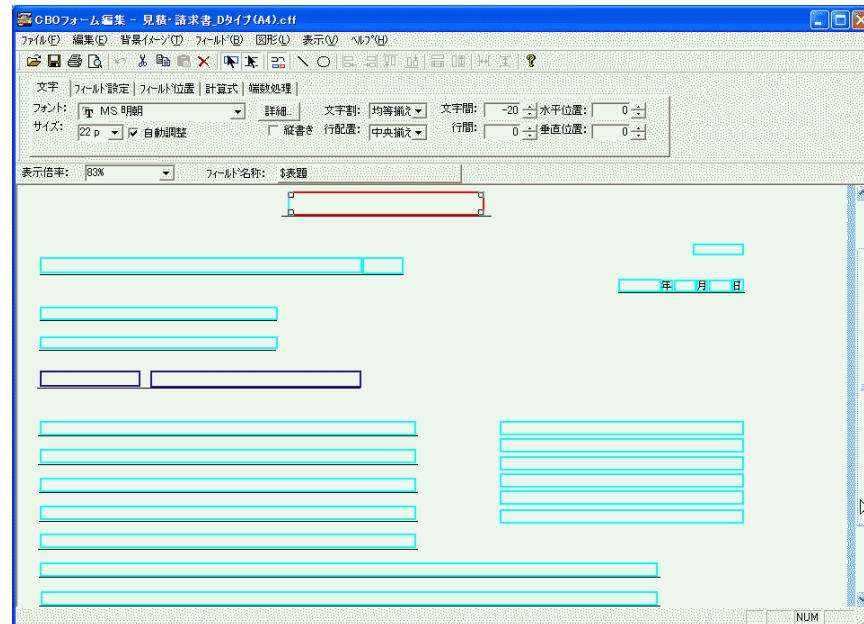 CBOフォーム編集 - 見積・請求書_Dタイプ(A4).cff
ファイル(F) 編集(E) 背景イメージ(T) フィールド(B) 図形(L) 表示(V) ヘルプ(H)
文字 フィールド設定 フィールド位置 計算式 端数処理
フォント: MS 明朝 詳細... 文字割: 均等揃え 文字間: -20 水平位置: 0
サイズ: 22 p 自動調整 縦書き 行配置: 中央揃え 行間: 0 垂直位置: 0
表示倍率: 83% フィールド名称: $表題
年 月 日
NUM